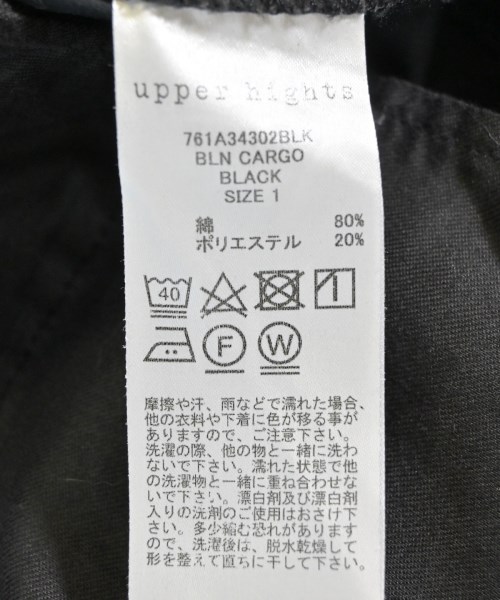 upper hights
761A34302BLK
BLN CARGO
BLACK
SIZE 1
綿 80%
ポリエステル 20%
40
F W
摩擦や汗、雨などで濡れた場合、
他の衣料や下着に色が移る事が
ありますので、ご注意下さい。
洗濯の際、他の物と一緒に洗わ
ないで下さい。濡れた状態で他
の洗濯物と一緒に重ね合わせな
いで下さい。漂白剤及び漂白剤
入りの洗剤のご使用はおさけ下
さい。多少縮む恐れがあります
ので、洗濯後は、脱水乾燥して
形を整えて直ちに干して下さい。